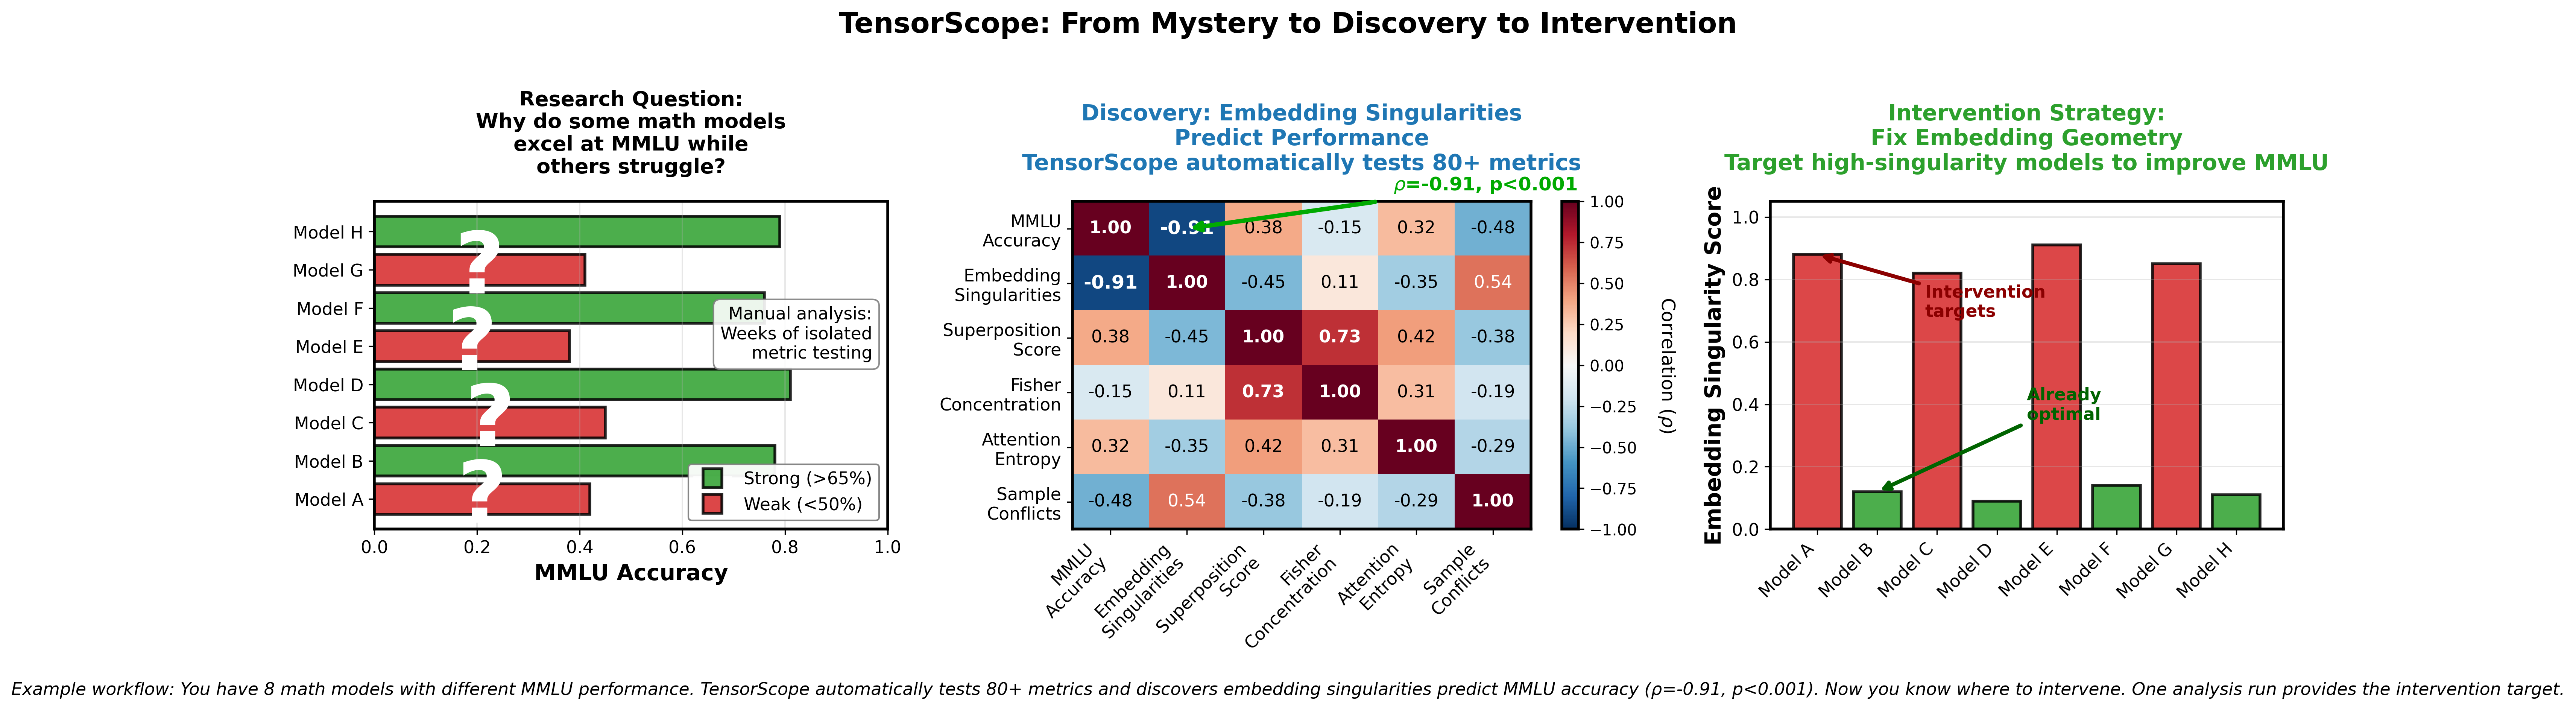 TensorScope: From Mystery to Discovery to Intervention
Research Question:
Why do some math models
excel at MMLU while
others struggle?
Model H
Model G
Model F
Model E
Model D
Model C
Model B
Model A
?
?
?
?
Manual analysis:
Weeks of isolated
metric testing
Strong (>65%)
Weak (<50%)
0.0 0.2 0.4 0.6 0.8 1.0
MMLU Accuracy
Discovery: Embedding Singularities
Predict Performance
TensorScope automatically tests 80+ metrics
ρ=-0.91, p<0.001
MMLU
Accuracy
1.00 -0.91 0.38 -0.15 0.32 -0.48
Embedding
Singularities
-0.91 1.00 -0.45 0.11 -0.35 0.54
Superposition
Score
0.38 -0.45 1.00 0.73 0.42 -0.38
Fisher
Concentration
-0.15 0.11 0.73 1.00 0.31 -0.19
Attention
Entropy
0.32 -0.35 0.42 0.31 1.00 -0.29
Sample
Conflicts
-0.48 0.54 -0.38 -0.19 -0.29 1.00
MMLU
Accuracy
Embedding
Singularities
Superposition
Score
Fisher
Concentration
Attention
Entropy
Sample
Conflicts
1.00
0.75
0.50
0.25
0.00
−0.25
−0.50
−0.75
−1.00
Correlation (ρ)
Intervention Strategy:
Fix Embedding Geometry
Target high-singularity models to improve MMLU
Embedding Singularity Score
1.0
0.8
0.6
0.4
0.2
0.0
Intervention
targets
Already
optimal
Model A
Model B
Model C
Model D
Model E
Model F
Model G
Model H
Example workflow: You have 8 math models with different MMLU performance. TensorScope automatically tests 80+ metrics and discovers embedding singularities predict MMLU accuracy (ρ=-0.91, p<0.001). Now you know where to intervene. One analysis run provides the intervention target.